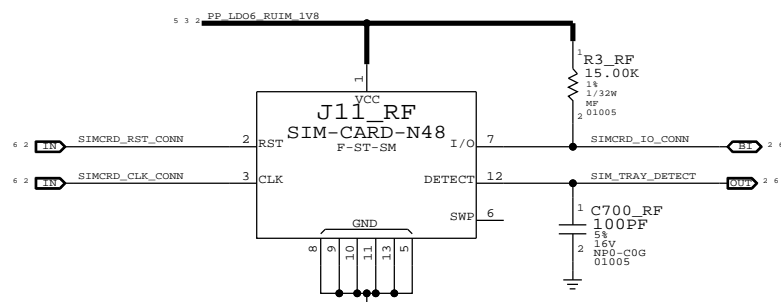 5 3 2 PP_LDO6_RUIM_1V8
1
R3_RF
15.00K
1%
1/32W
MF
01005
2
1
VCC
J11_RF
SIM-CARD-N48
F-ST-SM
6 2 IN SIMCRD_RST_CONN 2 RST
I/O 7 SIMCRD_IO_CONN BI 2 6
6 2 IN SIMCRD_CLK_CONN 3 CLK
DETECT 12 SIM_TRAY_DETECT OUT 2 6
SWP 6
GND
8 9 10 11 13 5
1 C700_RF
100PF
5%
16V
2 NP0-C0G
01005